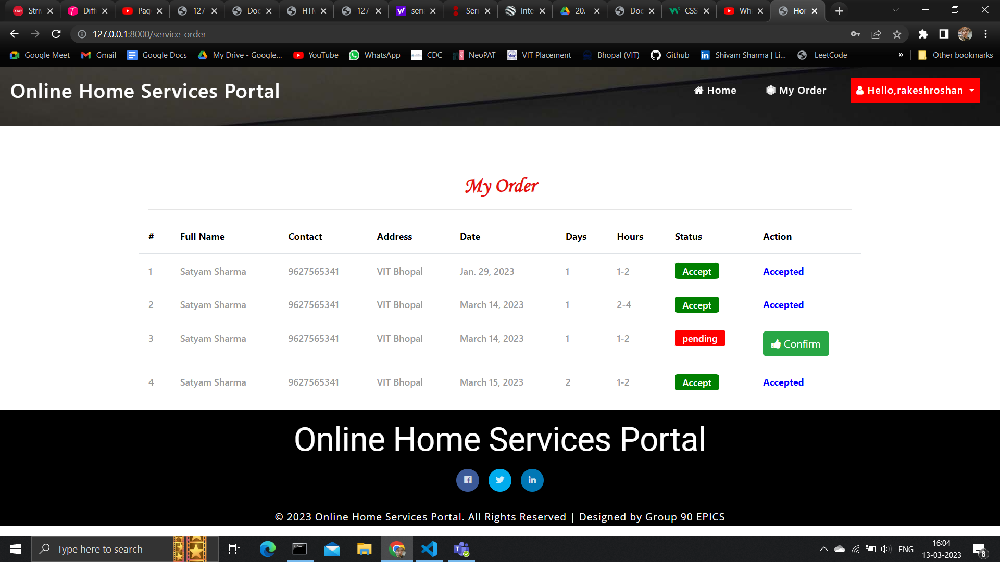 Striv Diff Pag 127 Doc HTM 127 seri Seri Inte 20. Doc CSS Wh Hor
127.0.0.1:8000/service_order
Google Meet Gmail Google Docs My Drive - Google... YouTube WhatsApp CDC NeoPAT VIT Placement Bhopal (VIT) Github Shivam Sharma | Li... LeetCode » Other bookmarks
Online Home Services Portal Home My Order Hello,rakeshroshan
My Order
# Full Name Contact Address Date Days Hours Status Action
1 Satyam Sharma 9627565341 VIT Bhopal Jan. 29, 2023 1 1-2 Accept Accepted
2 Satyam Sharma 9627565341 VIT Bhopal March 14, 2023 1 2-4 Accept Accepted
3 Satyam Sharma 9627565341 VIT Bhopal March 14, 2023 1 1-2 pending Confirm
4 Satyam Sharma 9627565341 VIT Bhopal March 15, 2023 2 1-2 Accept Accepted
Online Home Services Portal
© 2023 Online Home Services Portal. All Rights Reserved | Designed by Group 90 EPICS
Type here to search ENG 16:04
13-03-2023 8